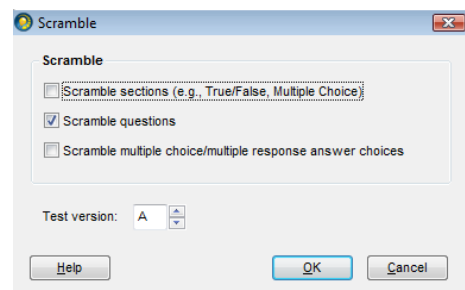 Scramble
Scramble
Scramble sections (e.g., True/False, Multiple Choice)
Scramble questions
Scramble multiple choice/multiple response answer choices
Test version: A
Help OK Cancel